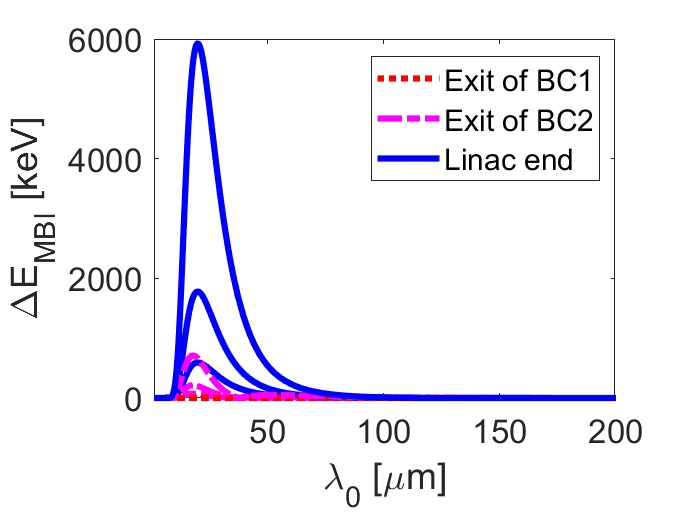 6000
4000
2000
0
50
100
150
200
ΔE_MBI [keV]
λ_0 [μm]
Exit of BC1
Exit of BC2
Linac end